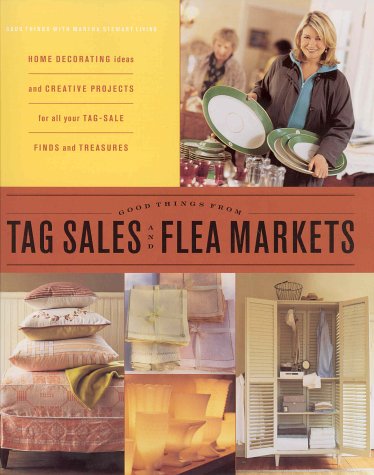 GOOD THINGS WITH MARTHA STEWART LIVING
HOME DECORATING ideas
and CREATIVE PROJECTS
for all your TAG-SALE
FINDS and TREASURES
GOOD THINGS FROM
TAG SALES AND FLEA MARKETS